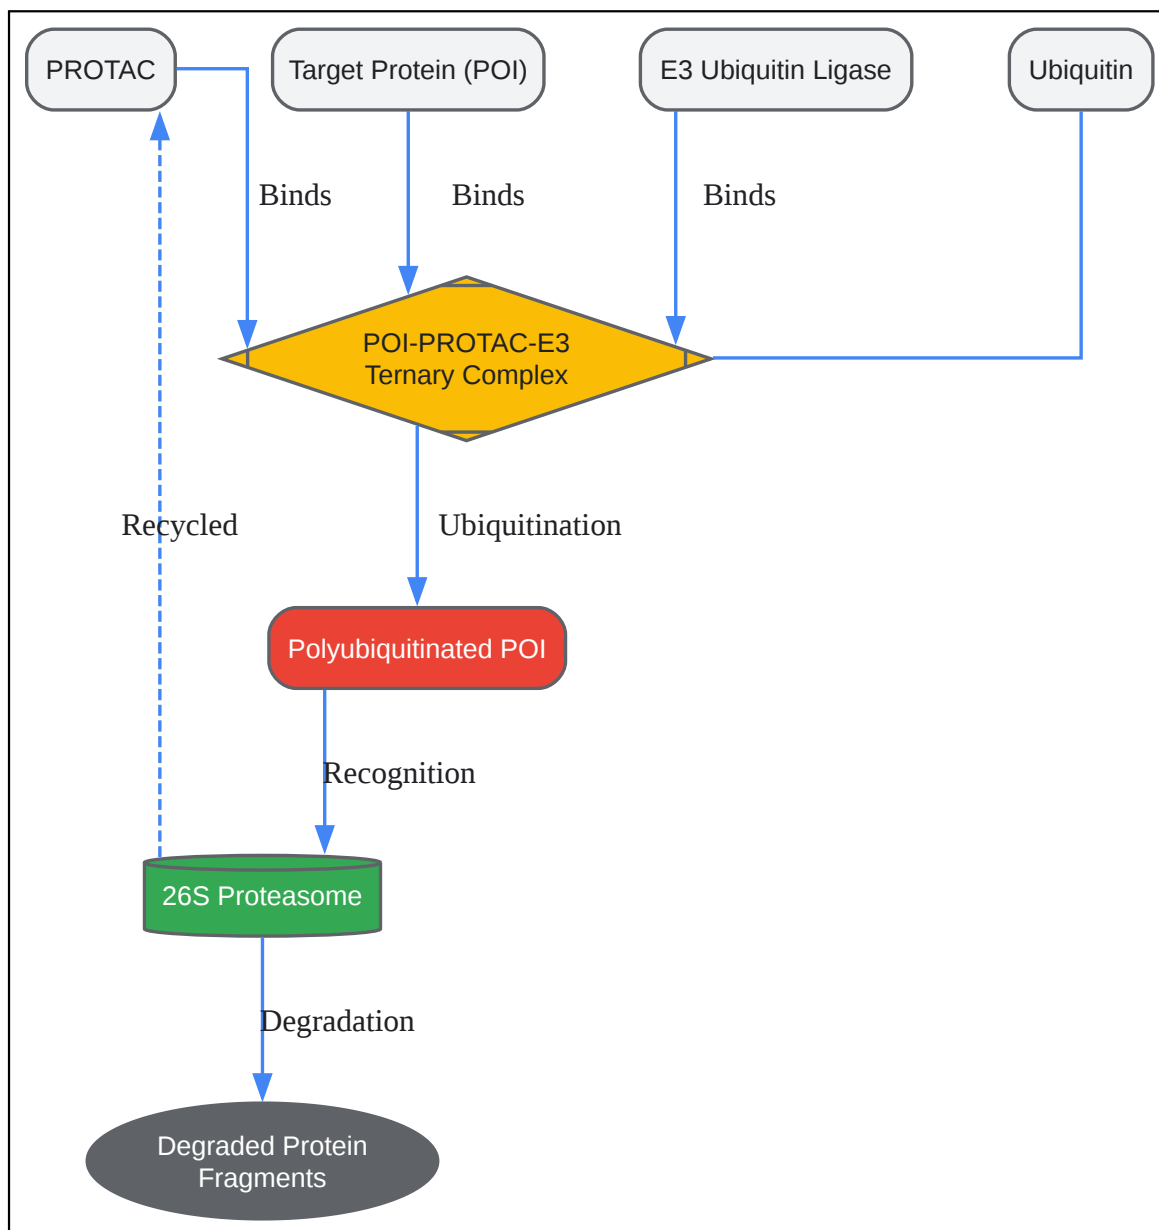 PROTAC
Target Protein (POI)
E3 Ubiquitin Ligase
Ubiquitin
Binds
Binds
Binds
POI-PROTAC-E3
Ternary Complex
Recycled
Ubiquitination
Polyubiquitinated POI
Recognition
26S Proteasome
Degradation
Degraded Protein
Fragments